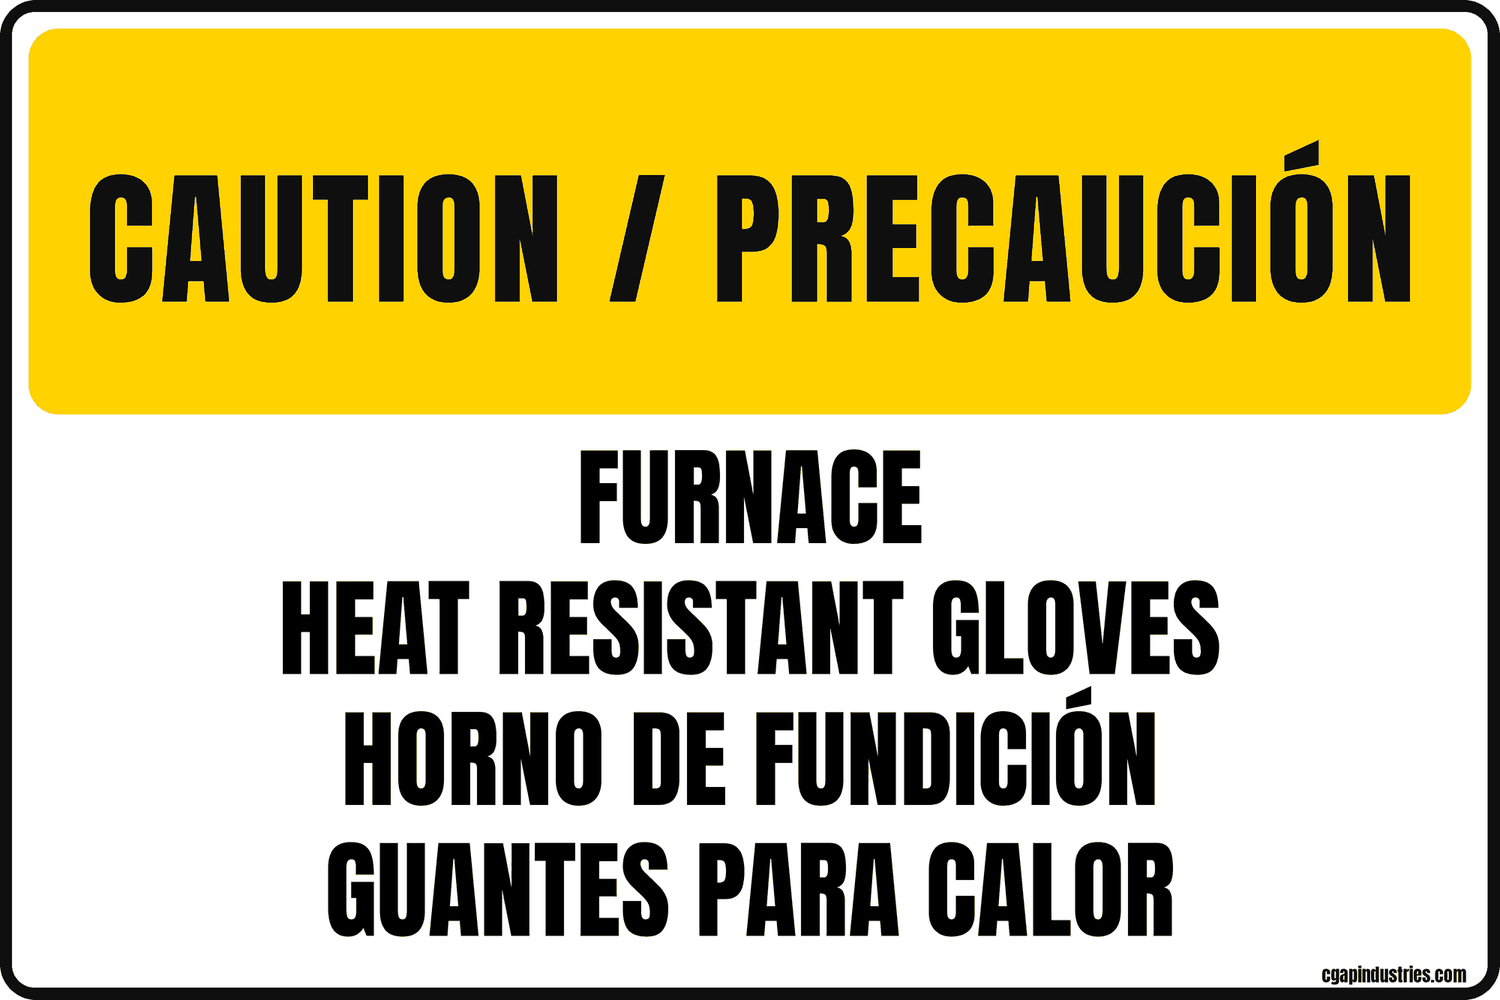 CAUTION / PRECAUCIÓN
FURNACE
HEAT RESISTANT GLOVES
HORNO DE FUNDICIÓN
GUANTES PARA CALOR
cgapindustries.com